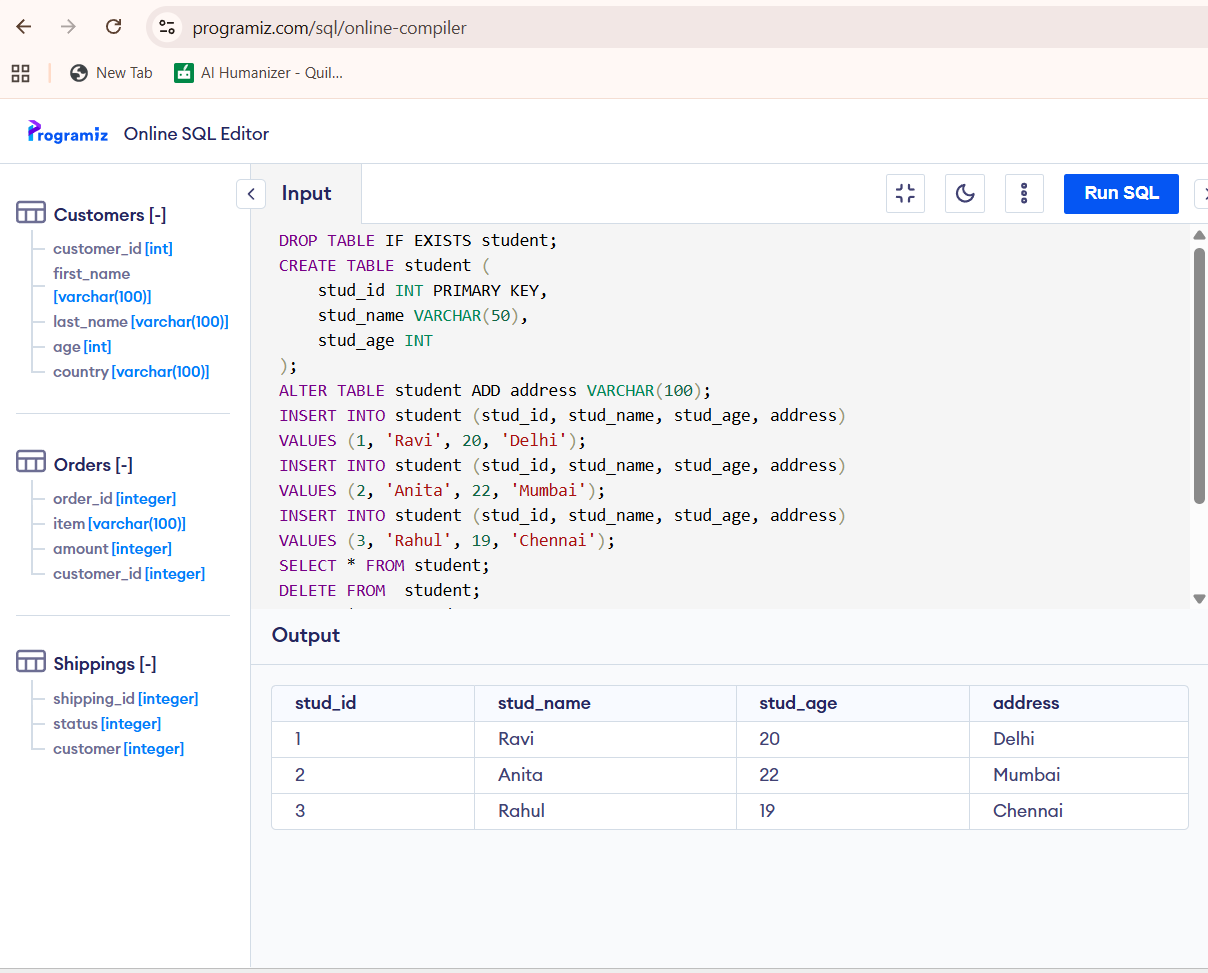 programiz.com/sql/online-compiler
New Tab
AI Humanizer - Quil...
Programiz Online SQL Editor
Customers [-]
customer_id [int]
first_name
[varchar(100)]
last_name [varchar(100)]
age [int]
country [varchar(100)]
Orders [-]
order_id [integer]
item [varchar(100)]
amount [integer]
customer_id [integer]
Shippings [-]
shipping_id [integer]
status [integer]
customer [integer]
Input
Run SQL
DROP TABLE IF EXISTS student;
CREATE TABLE student (
    stud_id INT PRIMARY KEY,
    stud_name VARCHAR(50),
    stud_age INT
);
ALTER TABLE student ADD address VARCHAR(100);
INSERT INTO student (stud_id, stud_name, stud_age, address)
VALUES (1, 'Ravi', 20, 'Delhi');
INSERT INTO student (stud_id, stud_name, stud_age, address)
VALUES (2, 'Anita', 22, 'Mumbai');
INSERT INTO student (stud_id, stud_name, stud_age, address)
VALUES (3, 'Rahul', 19, 'Chennai');
SELECT * FROM student;
DELETE FROM  student;
Output
stud_id stud_name stud_age address
1 Ravi 20 Delhi
2 Anita 22 Mumbai
3 Rahul 19 Chennai